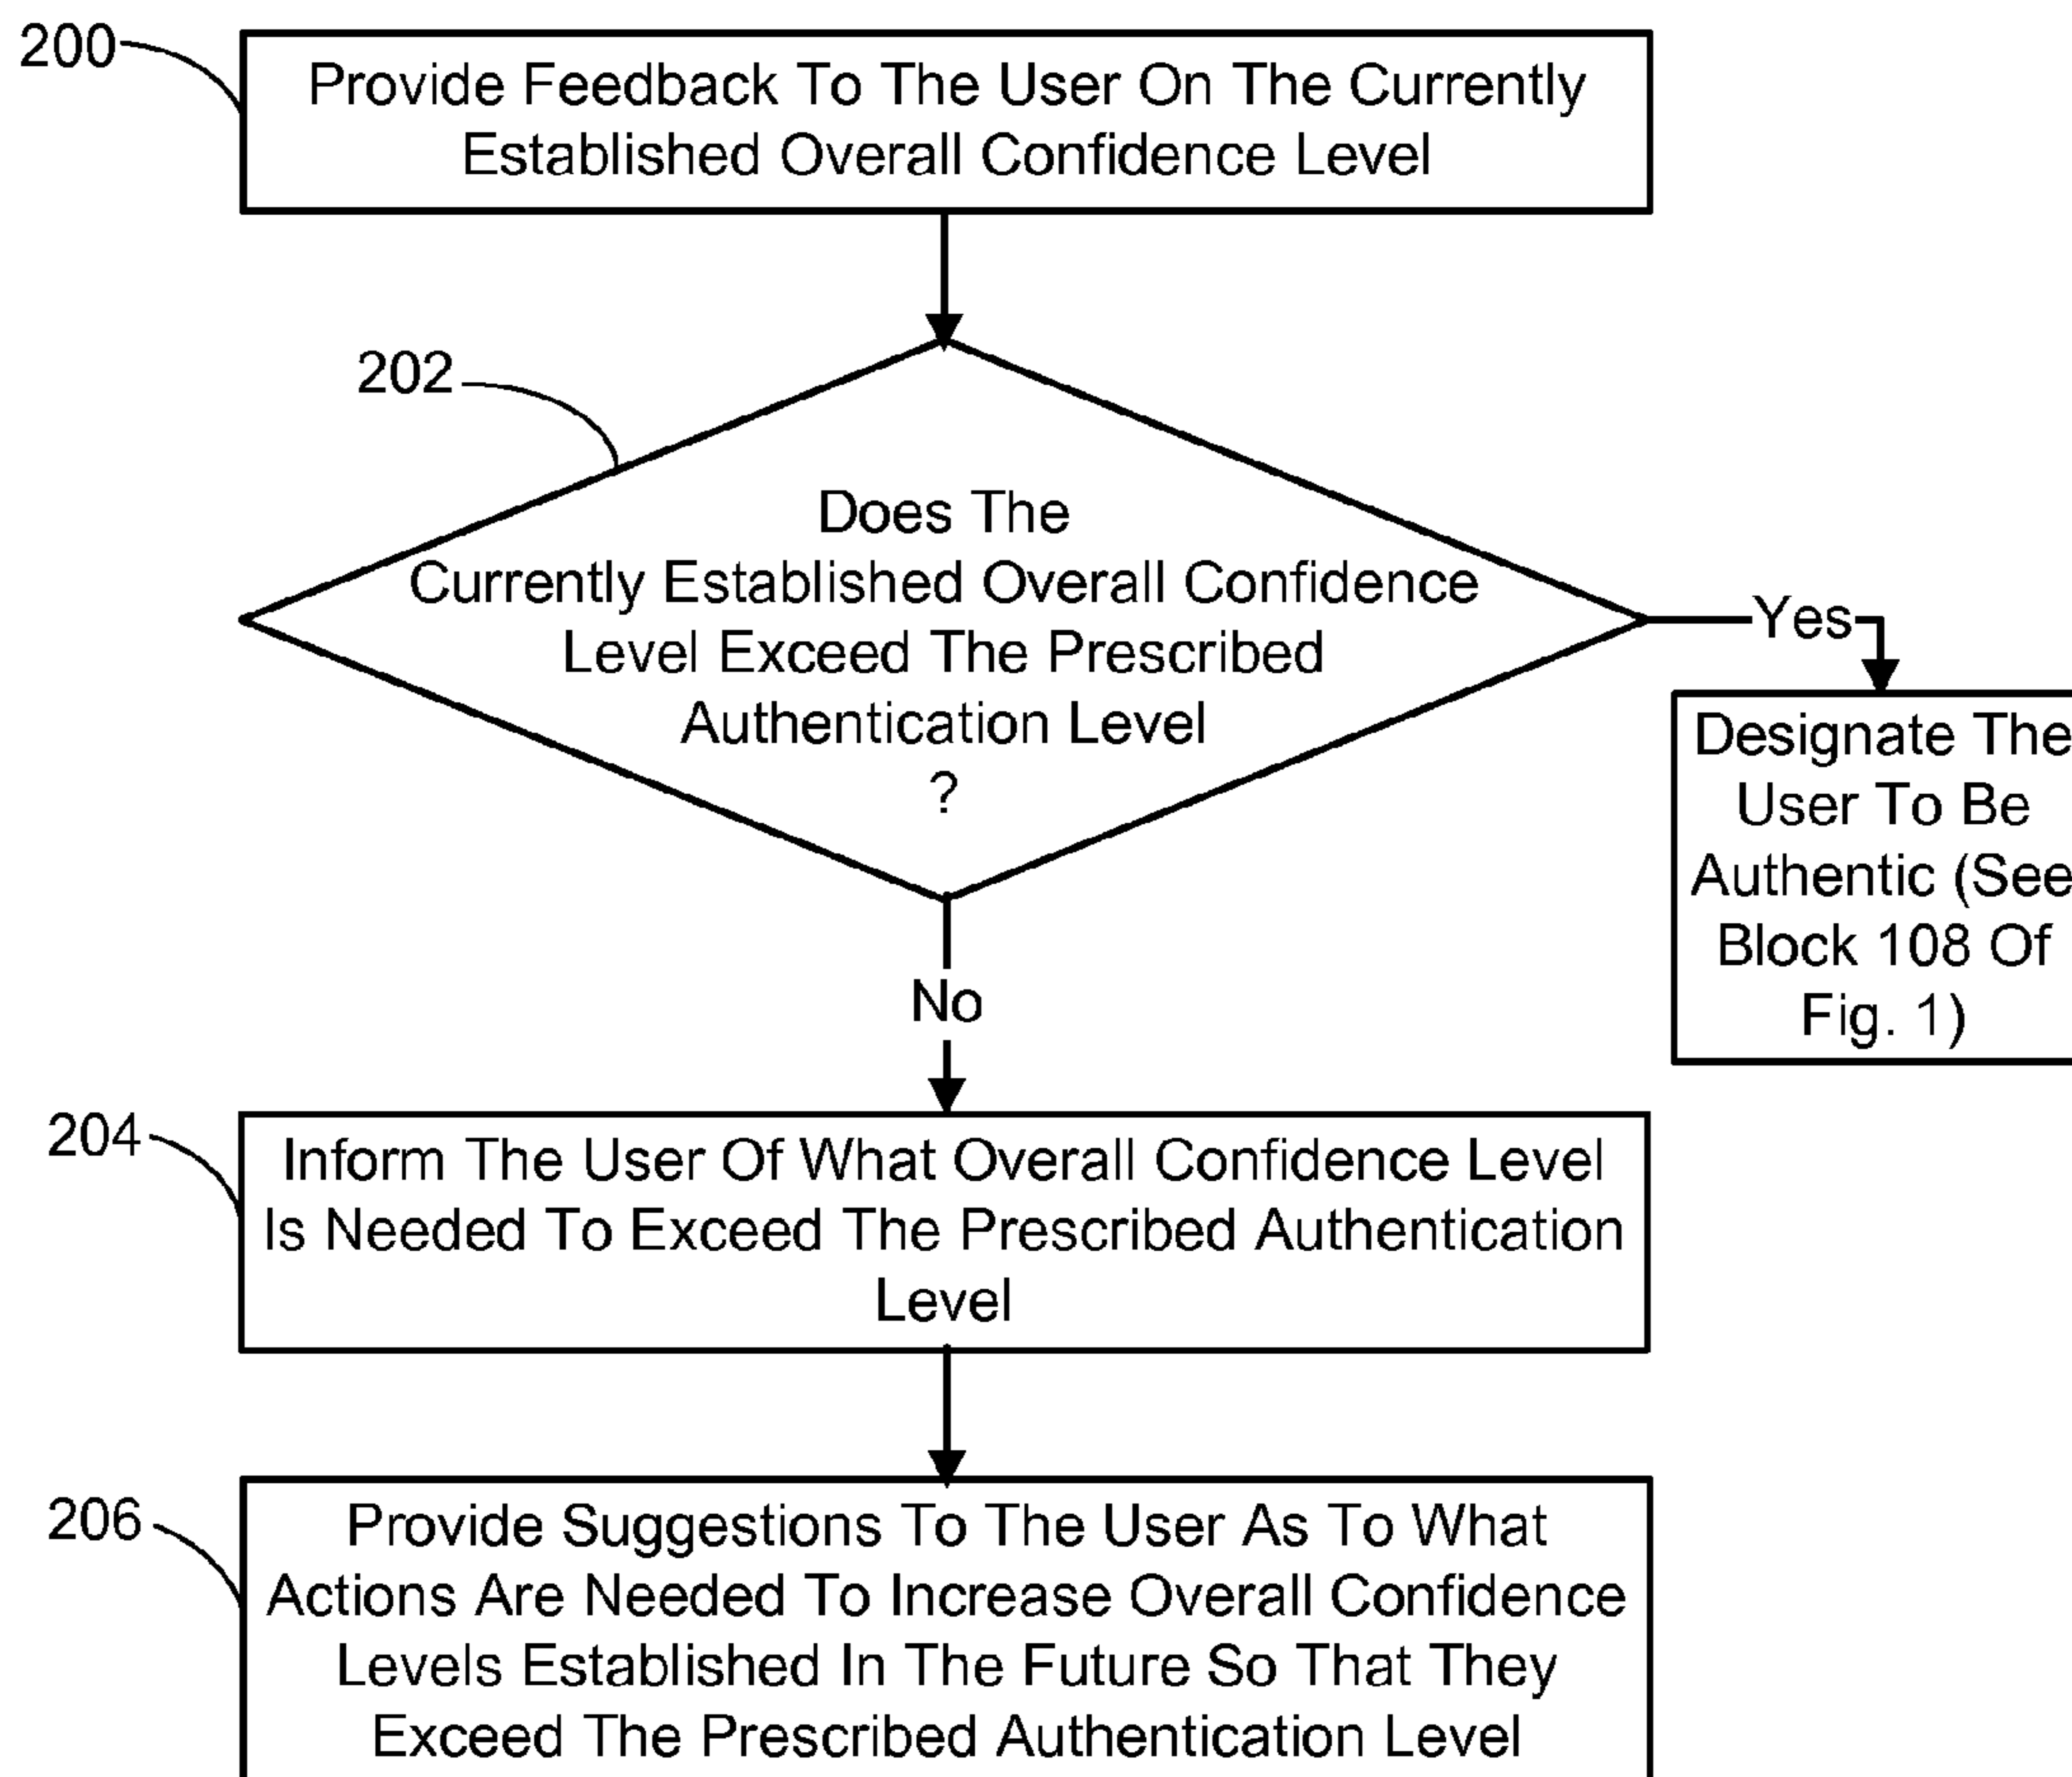 200
Provide Feedback To The User On The Currently
Established Overall Confidence Level
202
Does The
Currently Established Overall Confidence
Level Exceed The Prescribed
Authentication Level
?
Yes
Designate The
User To Be
Authentic (See
Block 108 Of
Fig. 1)
No
204
Inform The User Of What Overall Confidence Level
Is Needed To Exceed The Prescribed Authentication
Level
206
Provide Suggestions To The User As To What
Actions Are Needed To Increase Overall Confidence
Levels Established In The Future So That They
Exceed The Prescribed Authentication Level